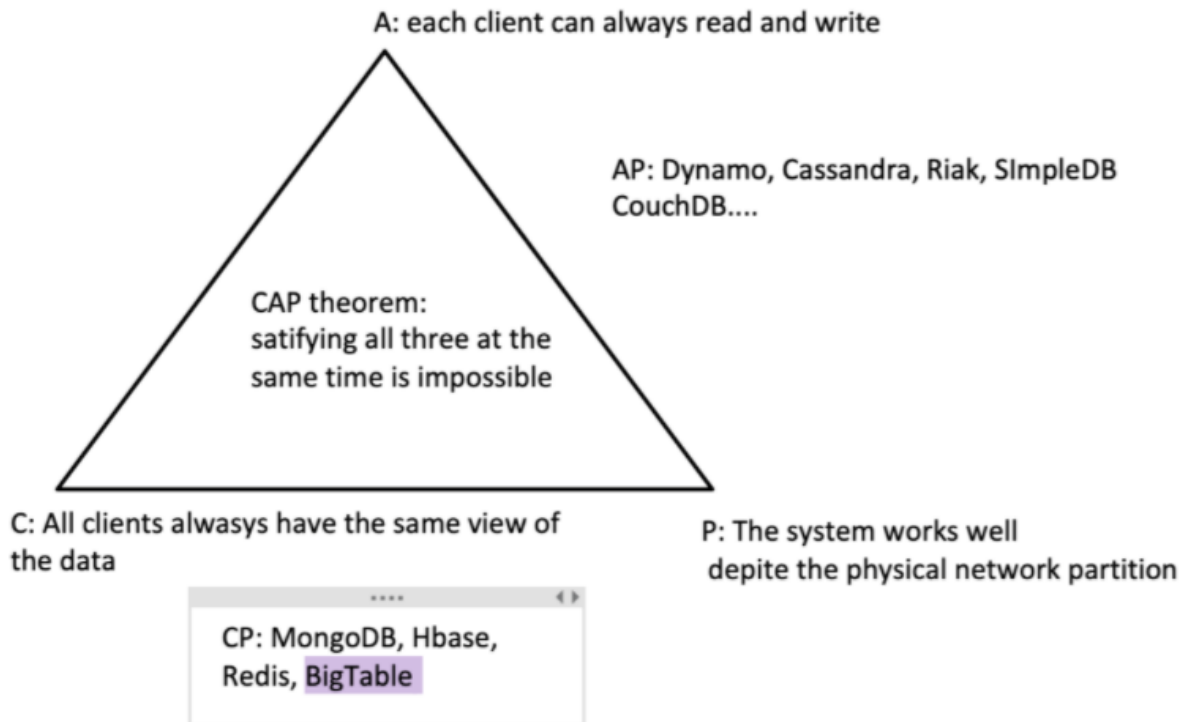 A: each client can always read and write
AP: Dynamo, Cassandra, Riak, SImpleDB
CouchDB....
CAP theorem:
satifying all three at the
same time is impossible
C: All clients alwasys have the same view of
the data
P: The system works well
depite the physical network partition
CP: MongoDB, Hbase,
Redis, BigTable